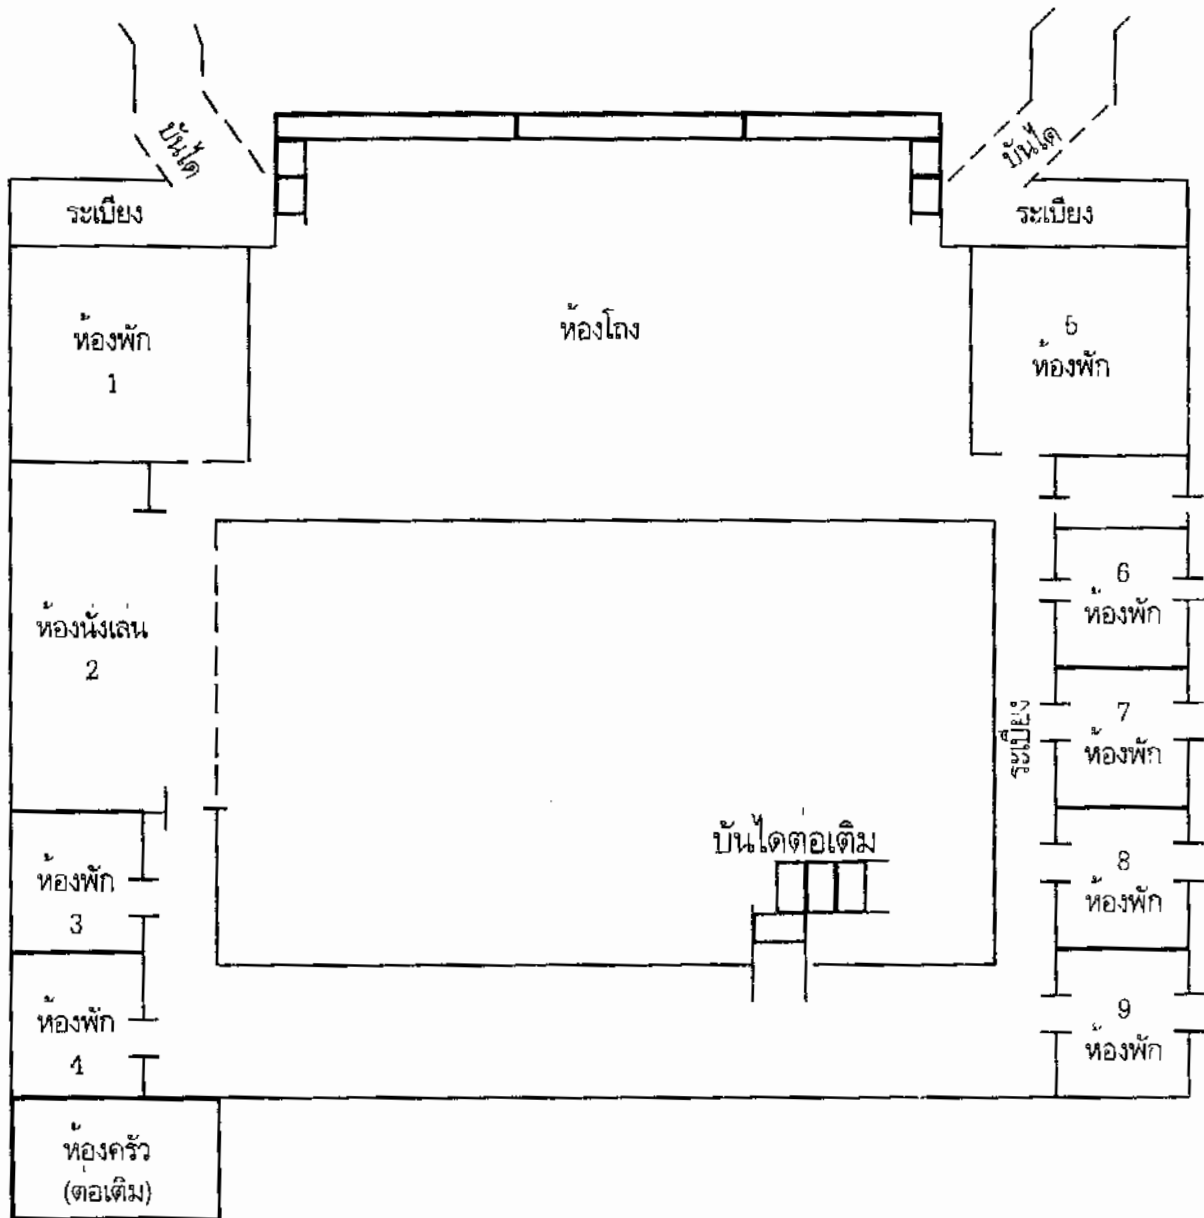 บันได
บันได
ระเบียง
ระเบียง
ห้องพัก
1
ห้องโถง
5
ห้องพัก
ห้องนั่งเล่น
2
6
ห้องพัก
7
ห้องพัก
ระเบียง
บันไดต่อเติม
ห้องพัก
3
8
ห้องพัก
ห้องพัก
4
9
ห้องพัก
ห้องครัว
(ต่อเติม)